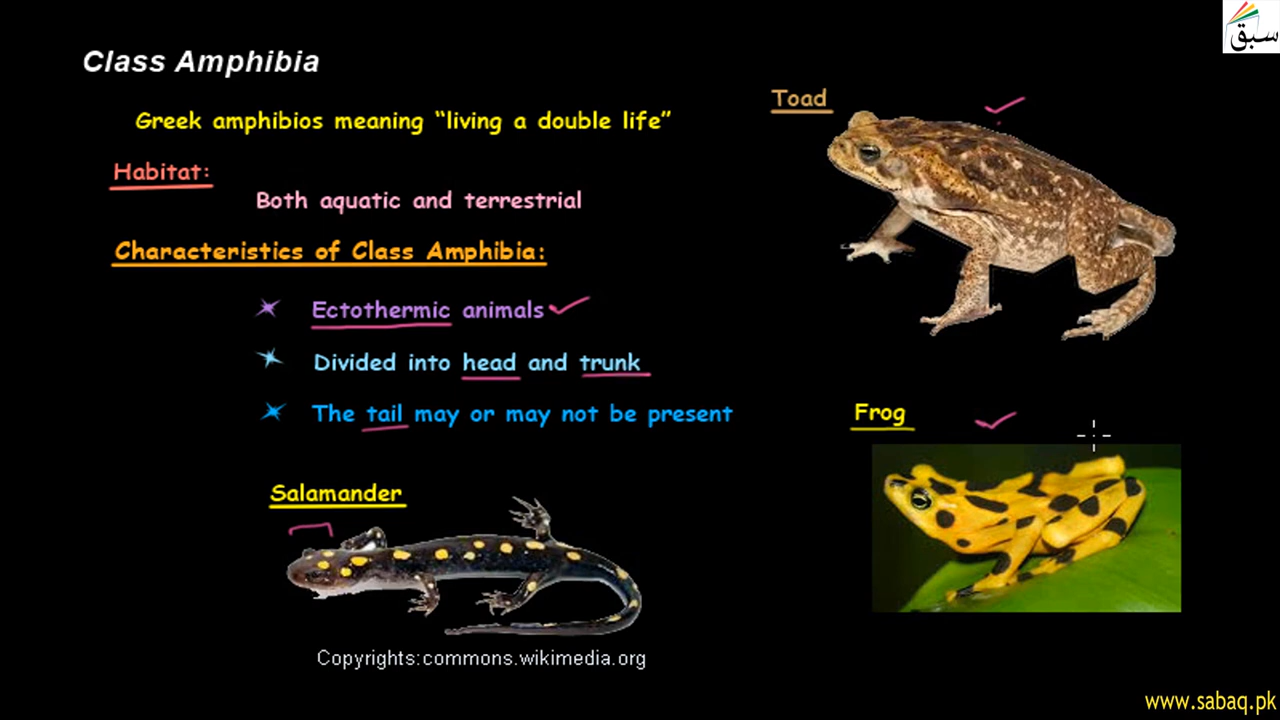 سبق
Class Amphibia
Greek amphibios meaning “living a double life”
Habitat:
Both aquatic and terrestrial
Characteristics of Class Amphibia:
Ectothermic animals
Divided into head and trunk
The tail may or may not be present
Salamander
Copyrights:commons.wikimedia.org
Toad
Frog
www.sabaq.pk